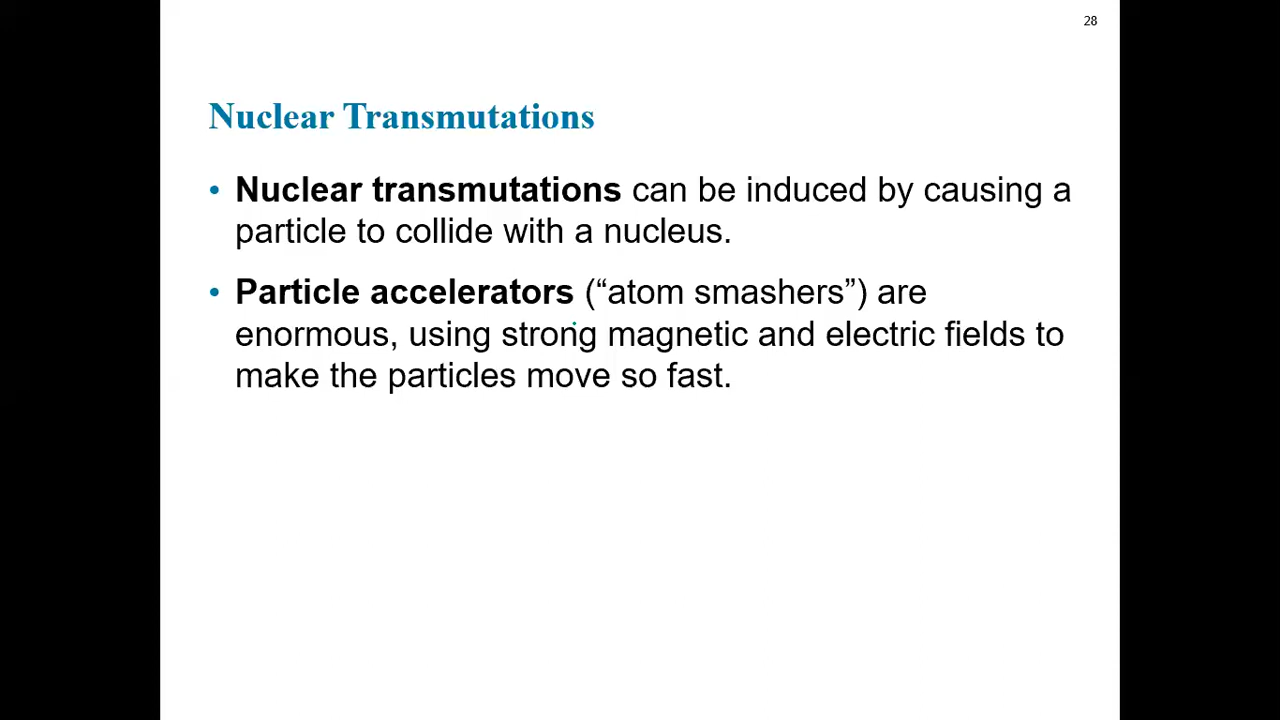 28
Nuclear Transmutations
• Nuclear transmutations can be induced by causing a
particle to collide with a nucleus.
• Particle accelerators (“atom smashers”) are
enormous, using strong magnetic and electric fields to
make the particles move so fast.